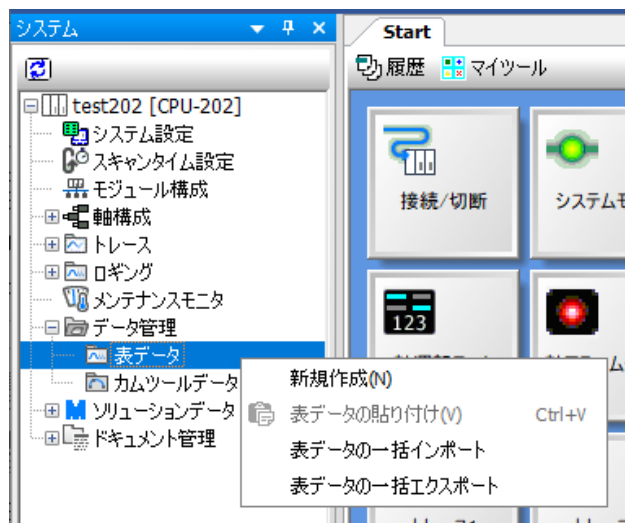 システム
Start
履歴 マイツール
test202 [CPU-202]
システム設定
スキャンタイム設定
モジュール構成
軸構成
トレース
ロギング
メンテナンスモニタ
データ管理
表データ
カムツールデータ
ソリューションデータ
ドキュメント管理
接続/切断
システムモ
123
新規作成(N)
表データの貼り付け(V) Ctrl+V
表データの一括インポート
表データの一括エクスポート